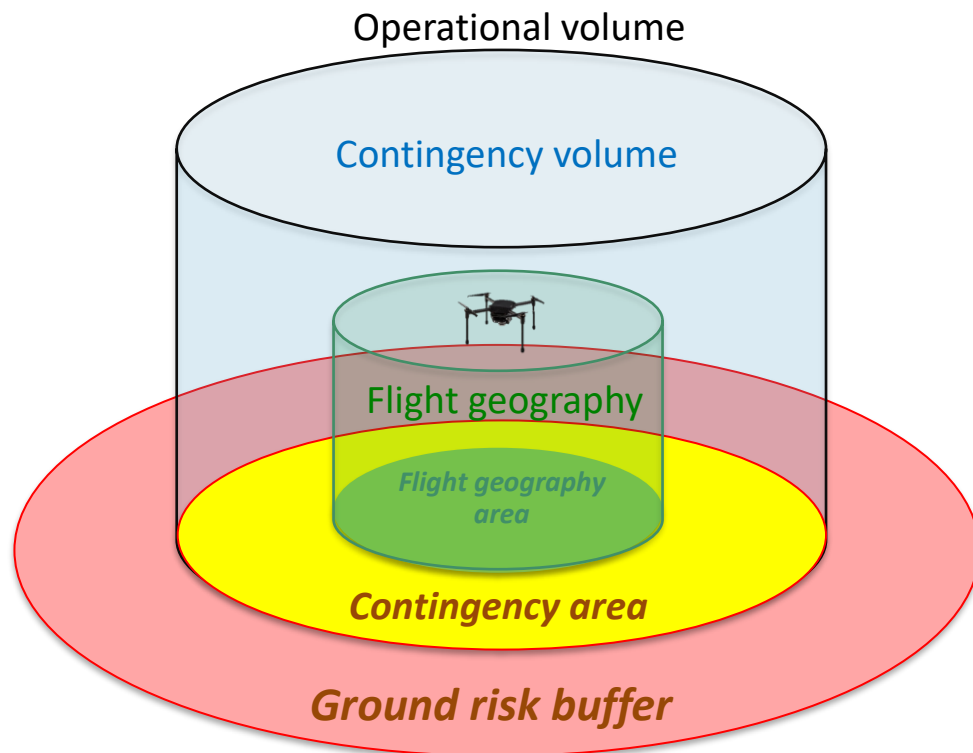 Operational volume
Contingency volume
Flight geography
Flight geography
area
Contingency area
Ground risk buffer